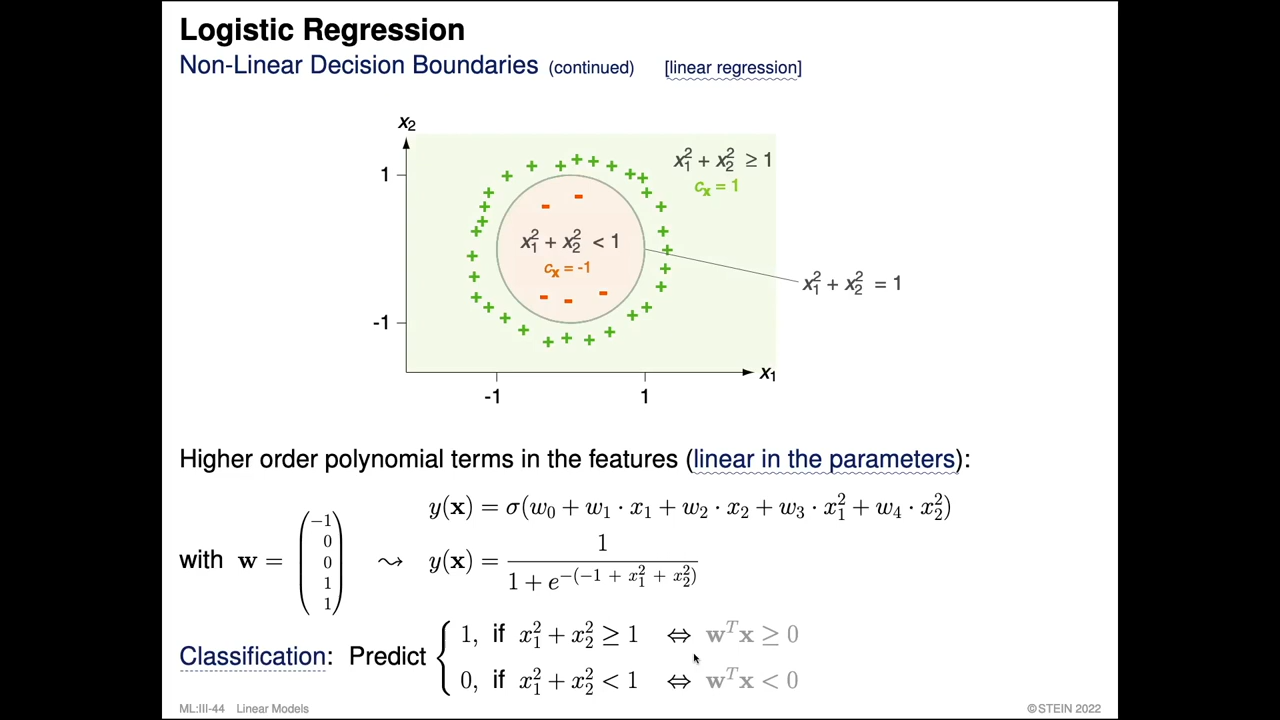 Logistic Regression
Non-Linear Decision Boundaries (continued) [linear regression]
x₂
x₁² + x₂² ≥ 1
1
cₓ = 1
x₁² + x₂² < 1
cₓ = -1
x₁² + x₂² = 1
-1
x₁
-1 1
Higher order polynomial terms in the features (linear in the parameters):
y(x) = σ(w₀ + w₁ · x₁ + w₂ · x₂ + w₃ · x₁² + w₄ · x₂²)
with w = (−1 0 0 1 1) ⇝ y(x) = 1 / (1 + e^−(−1 + x₁² + x₂²))
Classification: Predict { 1, if x₁² + x₂² ≥ 1 ⇔ wᵀx ≥ 0
0, if x₁² + x₂² < 1 ⇔ wᵀx < 0
ML:III-44 Linear Models ©STEIN 2022